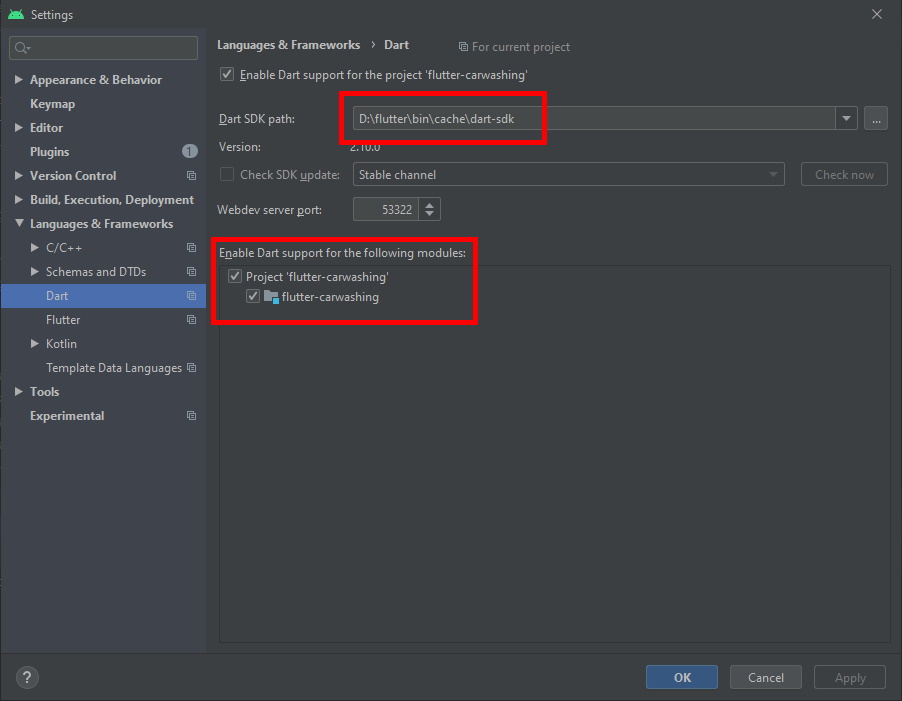 Settings
Languages & Frameworks › Dart For current project
Enable Dart support for the project 'flutter-carwashing'
Dart SDK path: D:\flutter\bin\cache\dart-sdk ...
Version: 2.10.0
Check SDK update: Stable channel Check now
Webdev server port: 53322
Enable Dart support for the following modules:
Project 'flutter-carwashing'
flutter-carwashing
Appearance & Behavior
Keymap
Editor
Plugins 1
Version Control
Build, Execution, Deployment
Languages & Frameworks
C/C++
Schemas and DTDs
Dart
Flutter
Kotlin
Template Data Languages
Tools
Experimental
? OK Cancel Apply